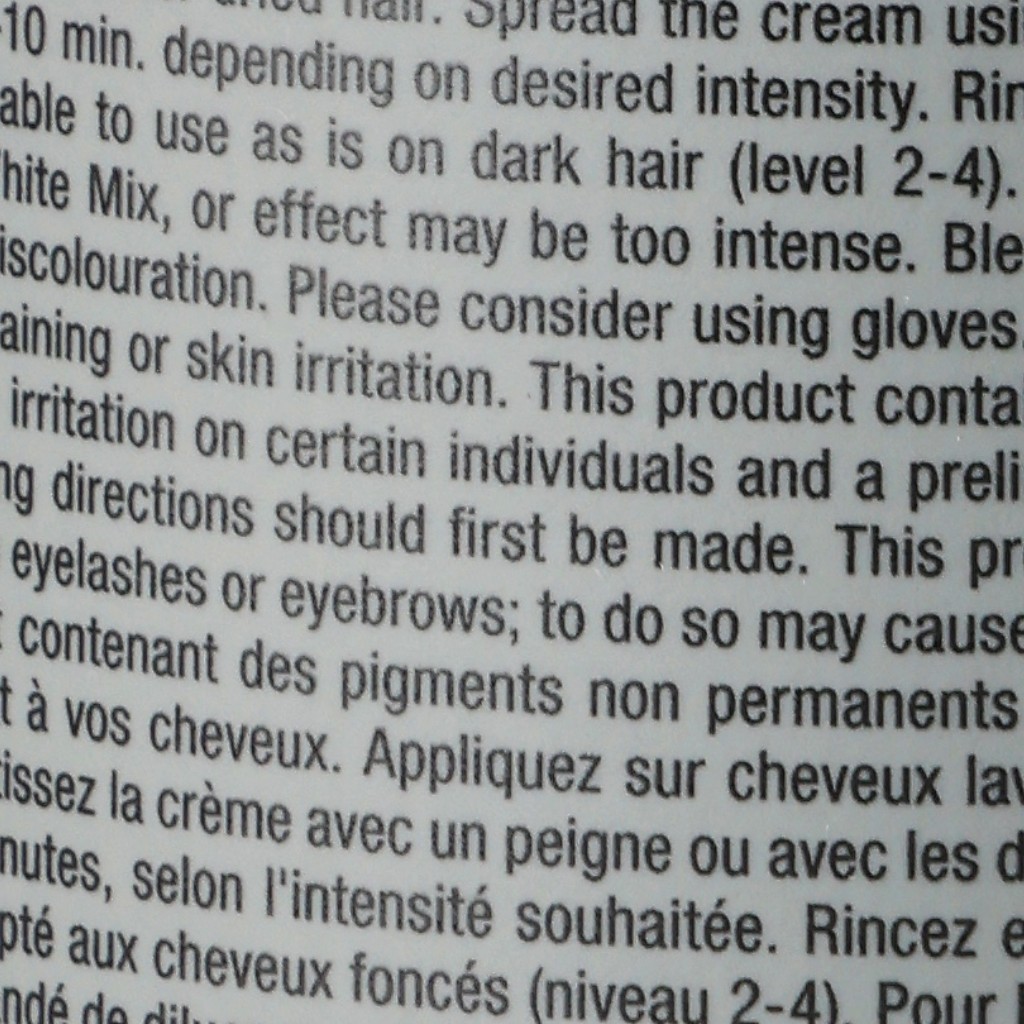 hair. Spread the cream usi
-10 min. depending on desired intensity. Rin
able to use as is on dark hair (level 2-4).
hite Mix, or effect may be too intense. Ble
iscolouration. Please consider using gloves.
aining or skin irritation. This product conta
irritation on certain individuals and a preli
ng directions should first be made. This pr
eyelashes or eyebrows; to do so may cause
contenant des pigments non permanents
t à vos cheveux. Appliquez sur cheveux lav
tissez la crème avec un peigne ou avec les d
nutes, selon l'intensité souhaitée. Rincez e
pté aux cheveux foncés (niveau 2-4). Pour l
ndé de